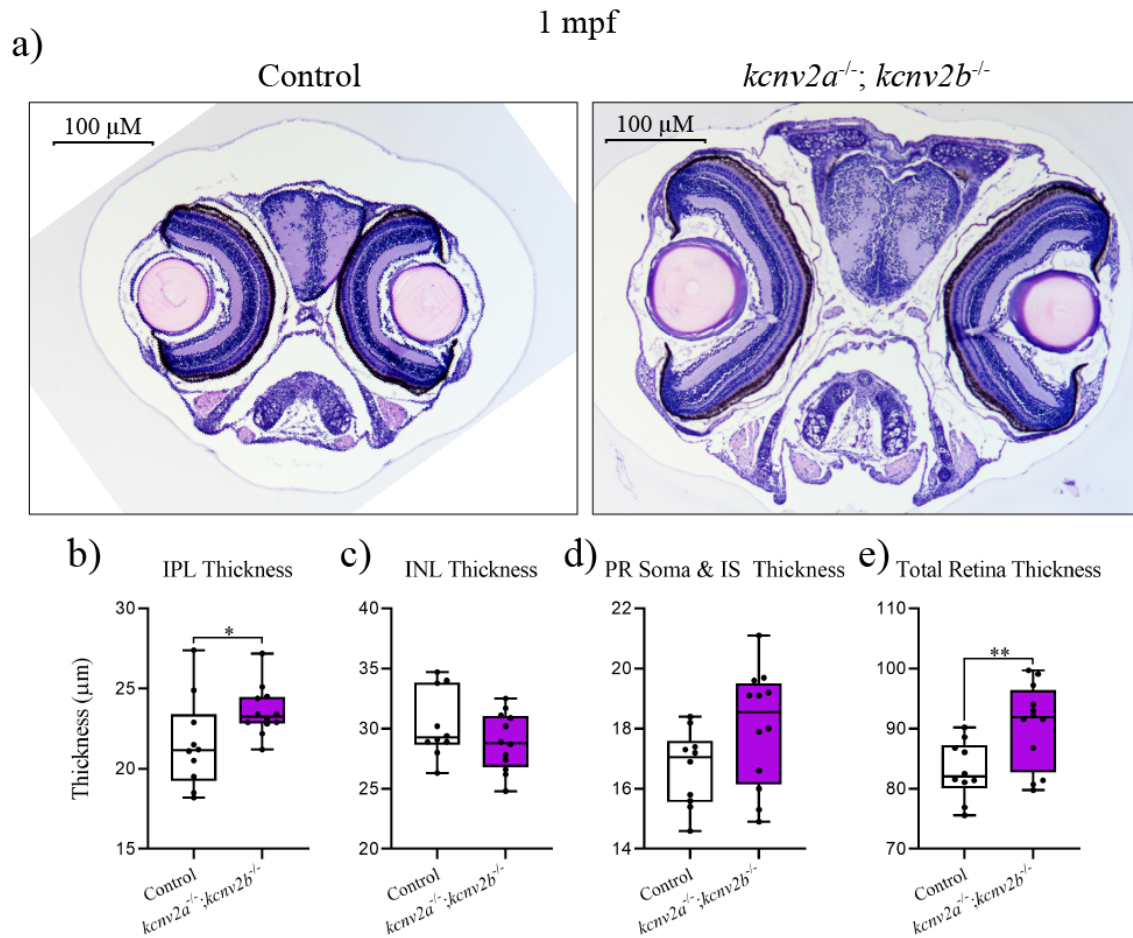 1 mpf
a)
Control
kcnv2a-/-; kcnv2b-/-
100 µM
100 µM
b)
IPL Thickness
c)
INL Thickness
d)
PR Soma & IS Thickness
e)
Total Retina Thickness
Thickness (µm)
30
25
20
15
*
Control
kcnv2a-/-;kcnv2b-/-
40
35
30
25
20
Control
kcnv2a-/-;kcnv2b-/-
22
20
18
16
14
Control
kcnv2a-/-;kcnv2b-/-
110
100
90
80
70
**
Control
kcnv2a-/-;kcnv2b-/-